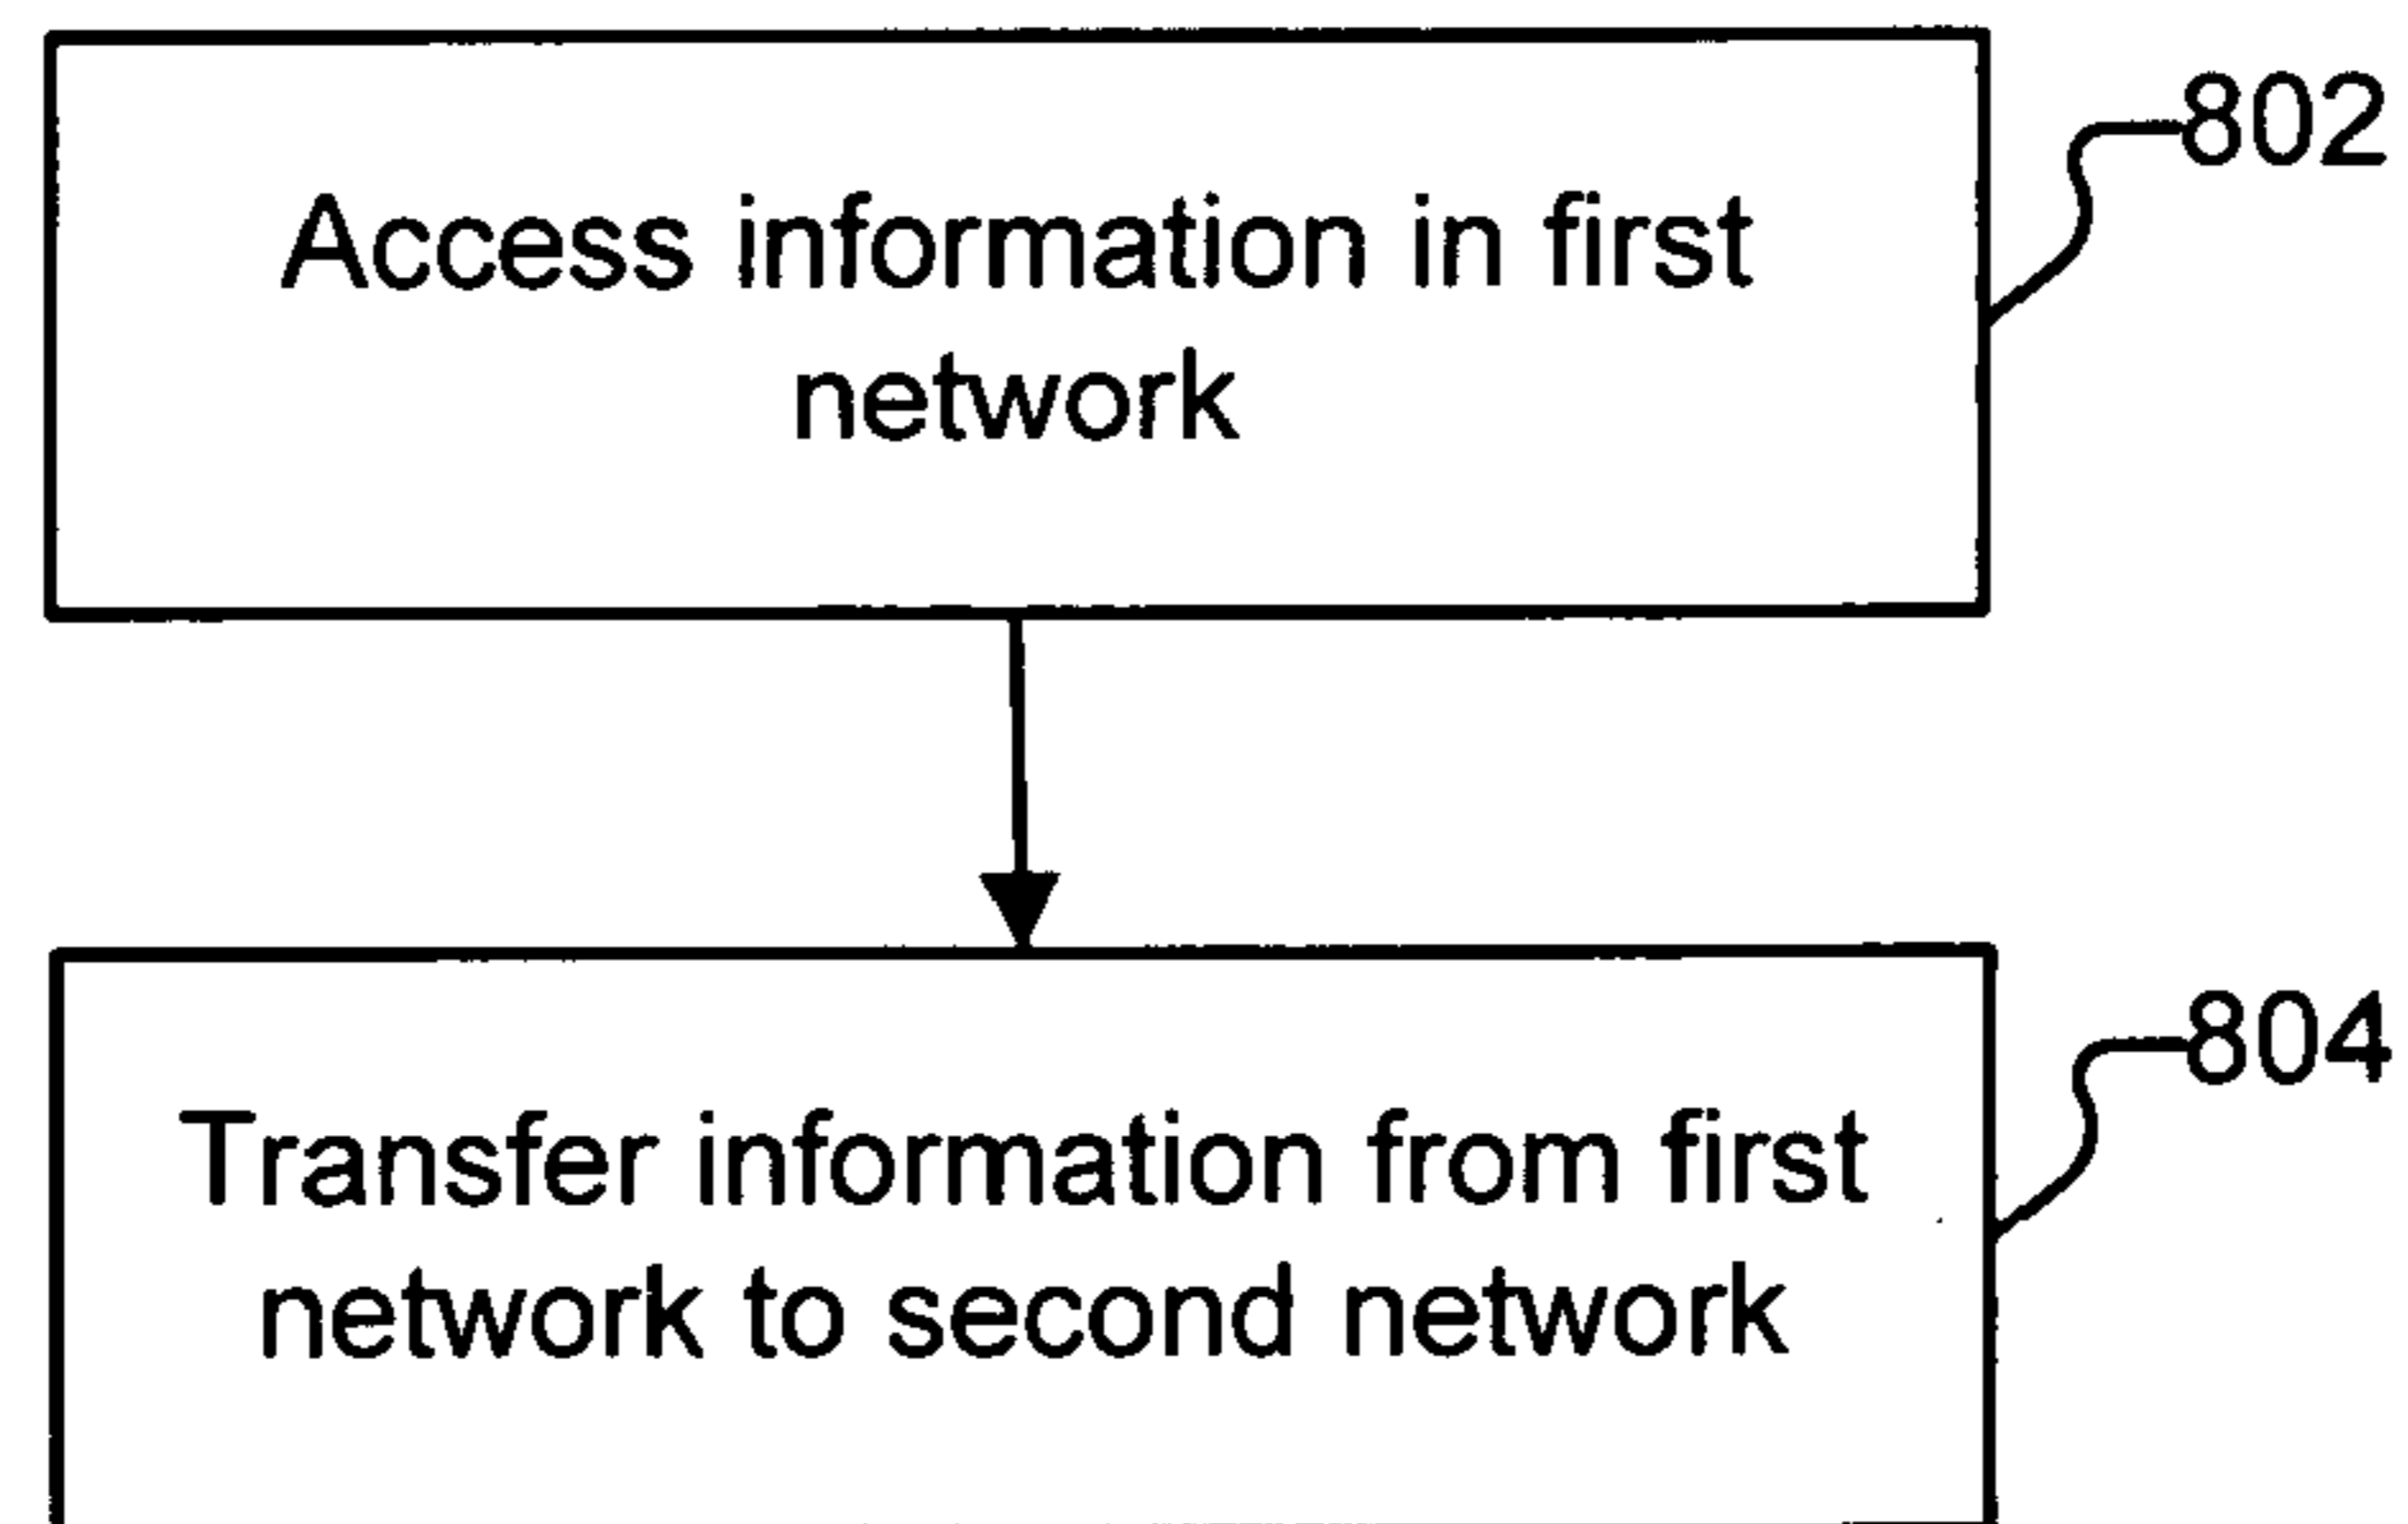 802
Access information in first
network
804
Transfer information from first
network to second network